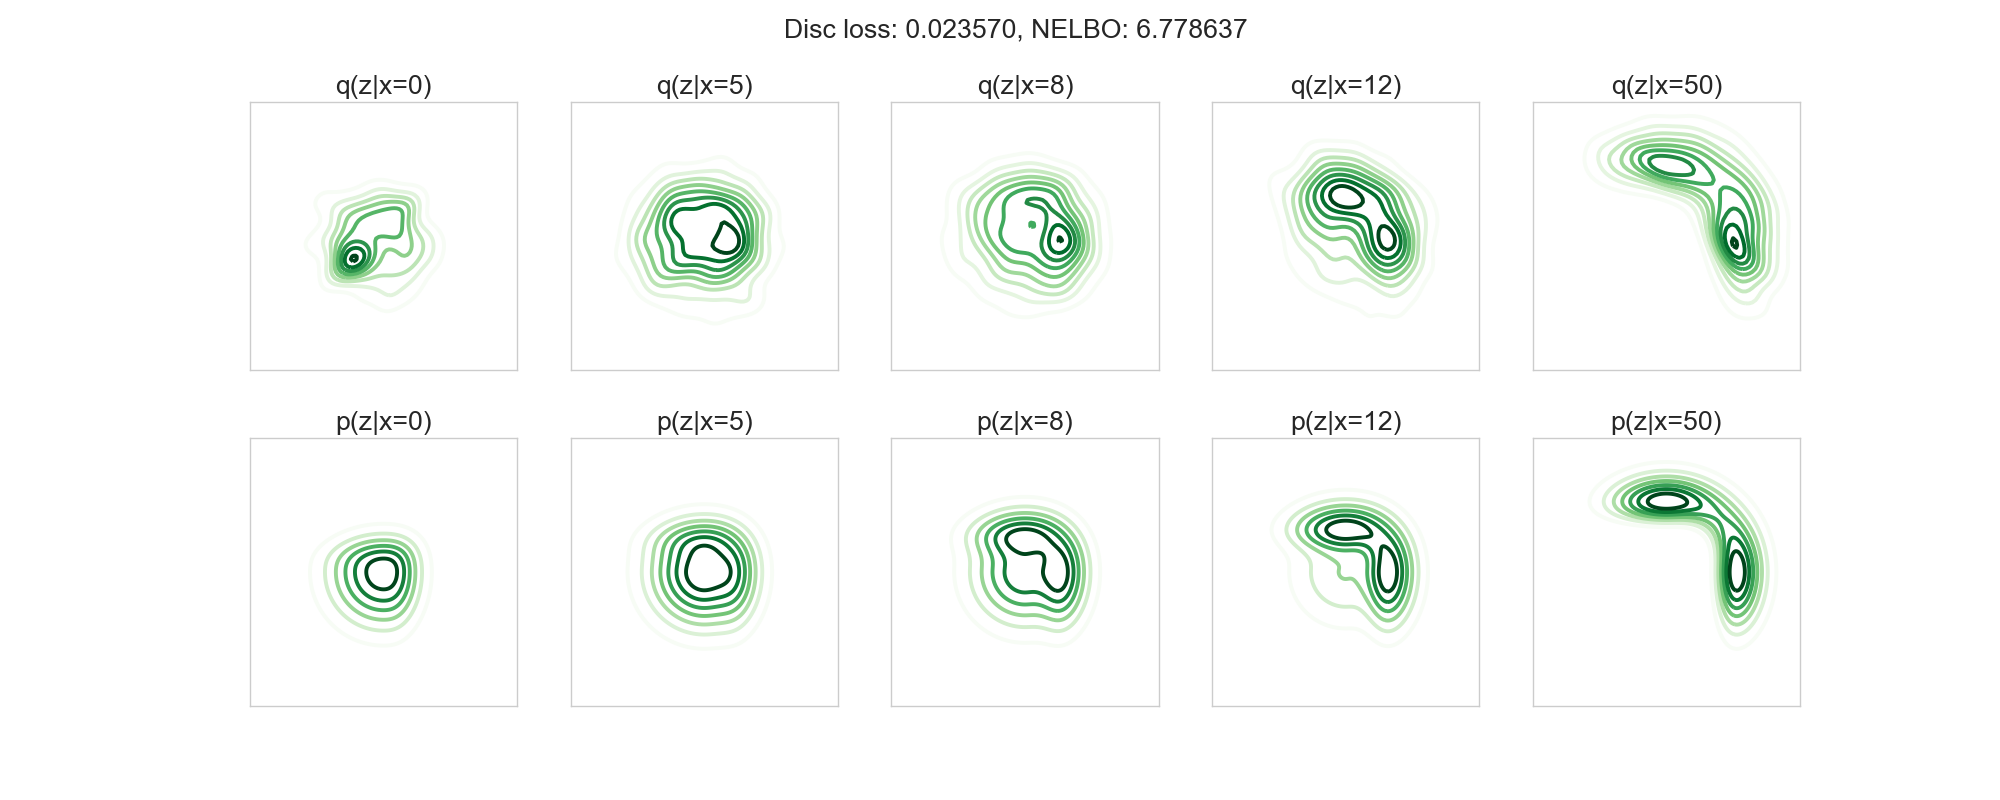 Disc loss: 0.023570, NELBO: 6.778637
q(z|x=0) q(z|x=5) q(z|x=8) q(z|x=12) q(z|x=50)
p(z|x=0) p(z|x=5) p(z|x=8) p(z|x=12) p(z|x=50)